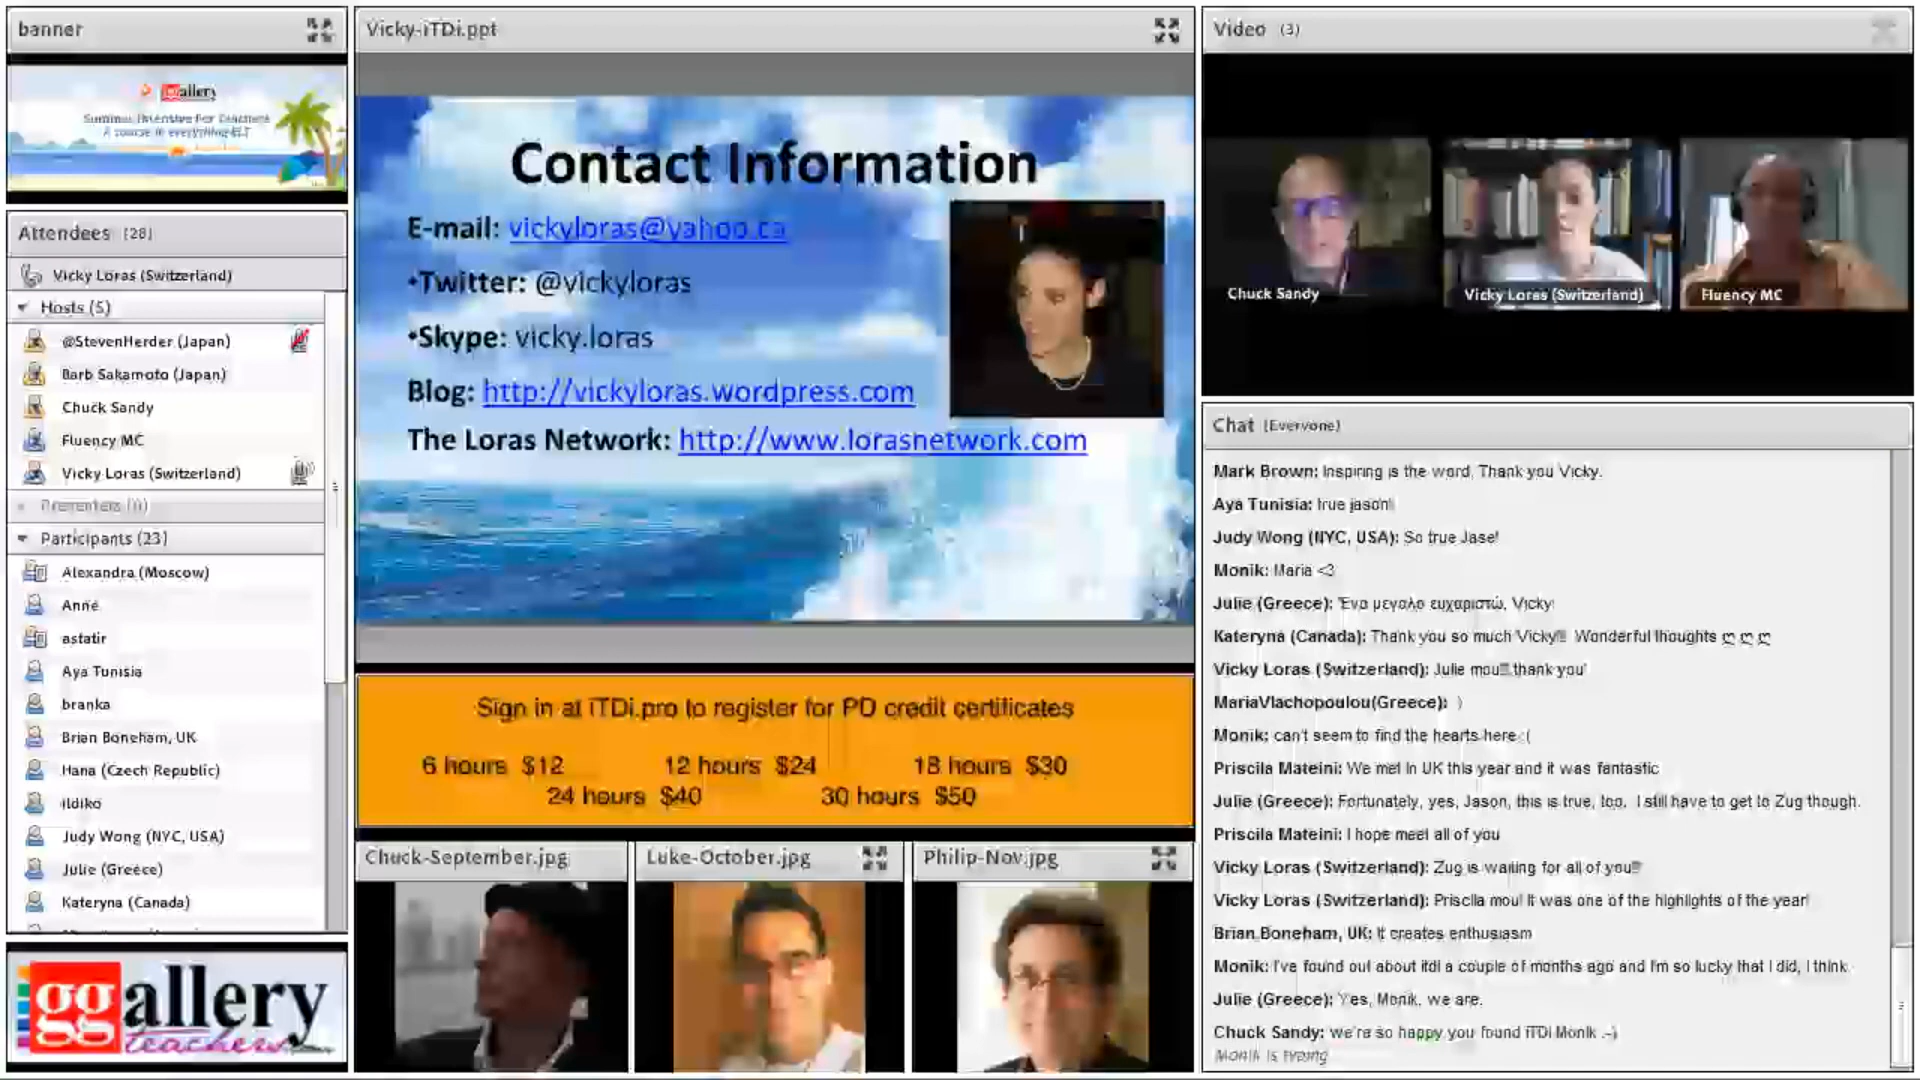 banner
ggallery
Summer Intensive For Teachers
A course in everything ELT
Attendees (28)
Vicky Loras (Switzerland)
Hosts (5)
@StevenHerder (Japan)
Barb Sakamoto (Japan)
Chuck Sandy
Fluency MC
Vicky Loras (Switzerland)
Presenters (0)
Participants (23)
Alexandra (Moscow)
Anne
astatir
Aya Tunisia
branka
Brian Boneham, UK
Hana (Czech Republic)
ildiko
Judy Wong (NYC, USA)
Julie (Greece)
Kateryna (Canada)
ggallery
teachers
Vicky-iTDi.ppt
Contact Information
E-mail: vickyloras@yahoo.ca
•Twitter: @vickyloras
•Skype: vicky.loras
Blog: http://vickyloras.wordpress.com
The Loras Network: http://www.lorasnetwork.com
Sign in at iTDi.pro to register for PD credit certificates
6 hours $12 12 hours $24 18 hours $30
24 hours $40 30 hours $50
Chuck-September.jpg
Luke-October.jpg
Philip-Nov.jpg
Video (3)
Chuck Sandy
Vicky Loras (Switzerland)
Fluency MC
Chat (Everyone)
Mark Brown: Inspiring is the word. Thank you Vicky.
Aya Tunisia: true jason!
Judy Wong (NYC, USA): So true Jase!
Monik: Maria <3
Julie (Greece): Ένα μεγαλο ευχαριστώ, Vicky!
Kateryna (Canada): Thank you so much Vicky!!! Wonderful thoughts ღ ღ ღ
Vicky Loras (Switzerland): Julie mou!!! thank you!
MariaVlachopoulou(Greece): :)
Monik: can't seem to find the hearts here :(
Priscila Mateini: We met in UK this year and it was fantastic
Julie (Greece): Fortunately, yes, Jason, this is true, too. I still have to get to Zug though.
Priscila Mateini: I hope meet all of you
Vicky Loras (Switzerland): Zug is waiting for all of you!!!
Vicky Loras (Switzerland): Priscila mou! It was one of the highlights of the year!
Brian Boneham, UK: It creates enthusiasm
Monik: I've found out about itdi a couple of months ago and I'm so lucky that I did, I think
Julie (Greece): Yes, Monik, we are.
Chuck Sandy: we're so happy you found iTDi Monik :-)
Monik is typing